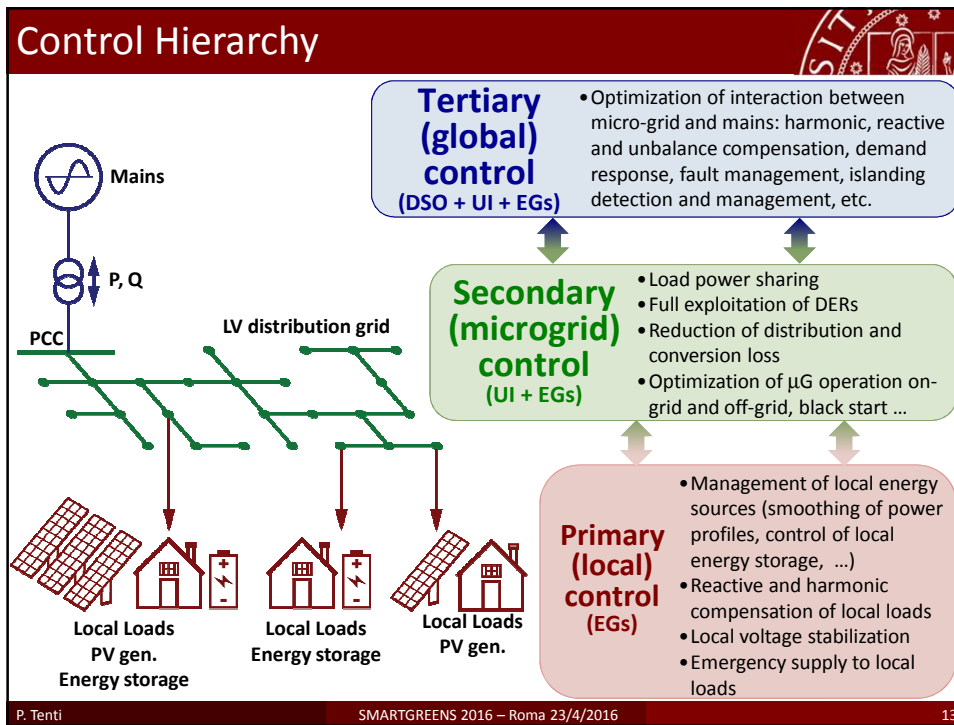 Control Hierarchy
SIT
Mains
P, Q
PCC
LV distribution grid
Local Loads
PV gen.
Energy storage
Local Loads
Energy storage
Local Loads
PV gen.
Tertiary
(global)
control
(DSO + UI + EGs)
•Optimization of interaction between
micro-grid and mains: harmonic, reactive
and unbalance compensation, demand
response, fault management, islanding
detection and management, etc.
Secondary
(microgrid)
control
(UI + EGs)
•Load power sharing
•Full exploitation of DERs
•Reduction of distribution and
conversion loss
•Optimization of µG operation on-
grid and off-grid, black start ...
Primary
(local)
control
(EGs)
•Management of local energy
sources (smoothing of power
profiles, control of local
energy storage, ...)
•Reactive and harmonic
compensation of local loads
•Local voltage stabilization
•Emergency supply to local
loads
P. Tenti
SMARTGREENS 2016 – Roma 23/4/2016
13